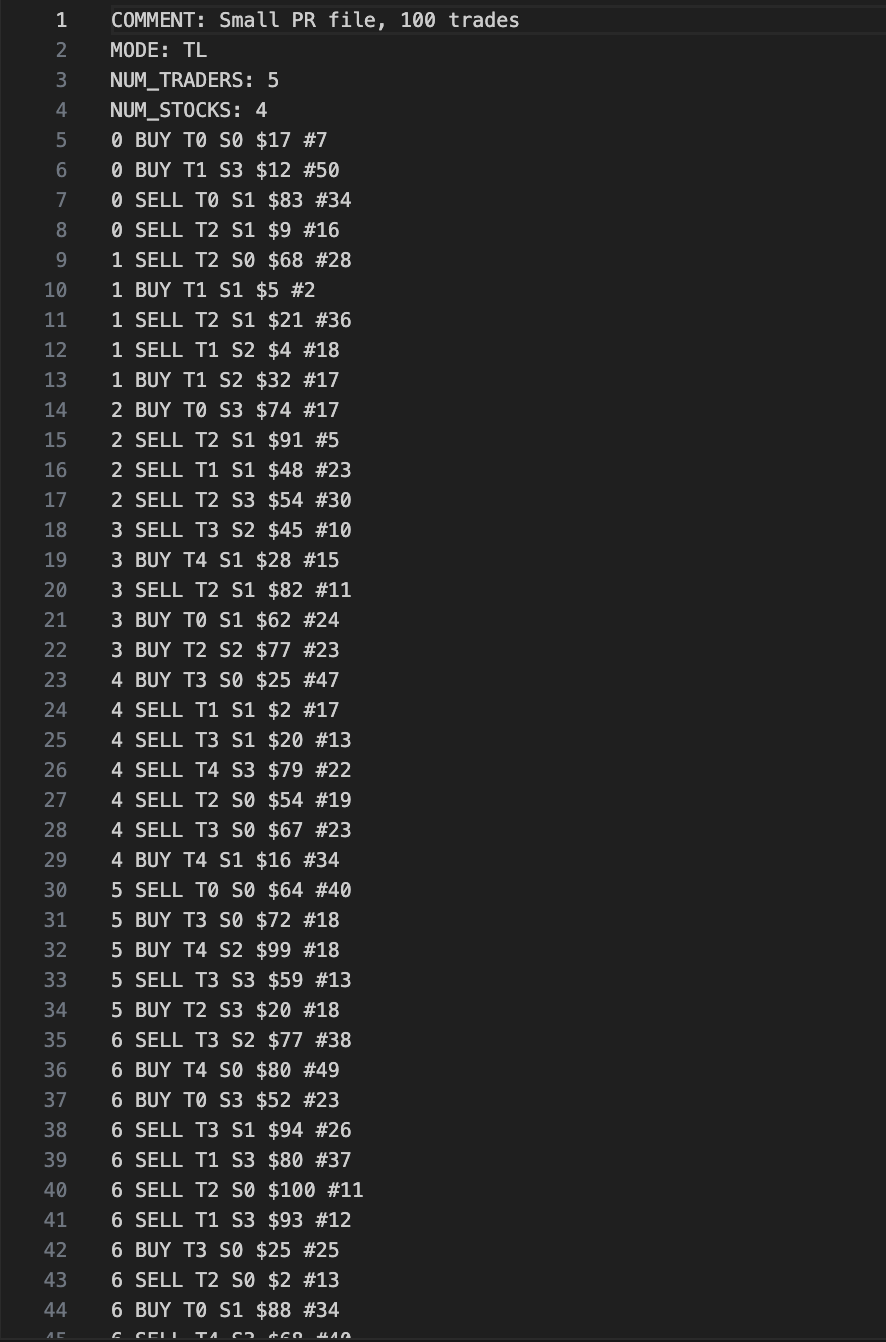 1 COMMENT: Small PR file, 100 trades
2 MODE: TL
3 NUM_TRADERS: 5
4 NUM_STOCKS: 4
5 0 BUY T0 S0 $17 #7
6 0 BUY T1 S3 $12 #50
7 0 SELL T0 S1 $83 #34
8 0 SELL T2 S1 $9 #16
9 1 SELL T2 S0 $68 #28
10 1 BUY T1 S1 $5 #2
11 1 SELL T2 S1 $21 #36
12 1 SELL T1 S2 $4 #18
13 1 BUY T1 S2 $32 #17
14 2 BUY T0 S3 $74 #17
15 2 SELL T2 S1 $91 #5
16 2 SELL T1 S1 $48 #23
17 2 SELL T2 S3 $54 #30
18 3 SELL T3 S2 $45 #10
19 3 BUY T4 S1 $28 #15
20 3 SELL T2 S1 $82 #11
21 3 BUY T0 S1 $62 #24
22 3 BUY T2 S2 $77 #23
23 4 BUY T3 S0 $25 #47
24 4 SELL T1 S1 $2 #17
25 4 SELL T3 S1 $20 #13
26 4 SELL T4 S3 $79 #22
27 4 SELL T2 S0 $54 #19
28 4 SELL T3 S0 $67 #23
29 4 BUY T4 S1 $16 #34
30 5 SELL T0 S0 $64 #40
31 5 BUY T3 S0 $72 #18
32 5 BUY T4 S2 $99 #18
33 5 SELL T3 S3 $59 #13
34 5 BUY T2 S3 $20 #18
35 6 SELL T3 S2 $77 #38
36 6 BUY T4 S0 $80 #49
37 6 BUY T0 S3 $52 #23
38 6 SELL T3 S1 $94 #26
39 6 SELL T1 S3 $80 #37
40 6 SELL T2 S0 $100 #11
41 6 SELL T1 S3 $93 #12
42 6 BUY T3 S0 $25 #25
43 6 SELL T2 S0 $2 #13
44 6 BUY T0 S1 $88 #34
45 6 SELL T4